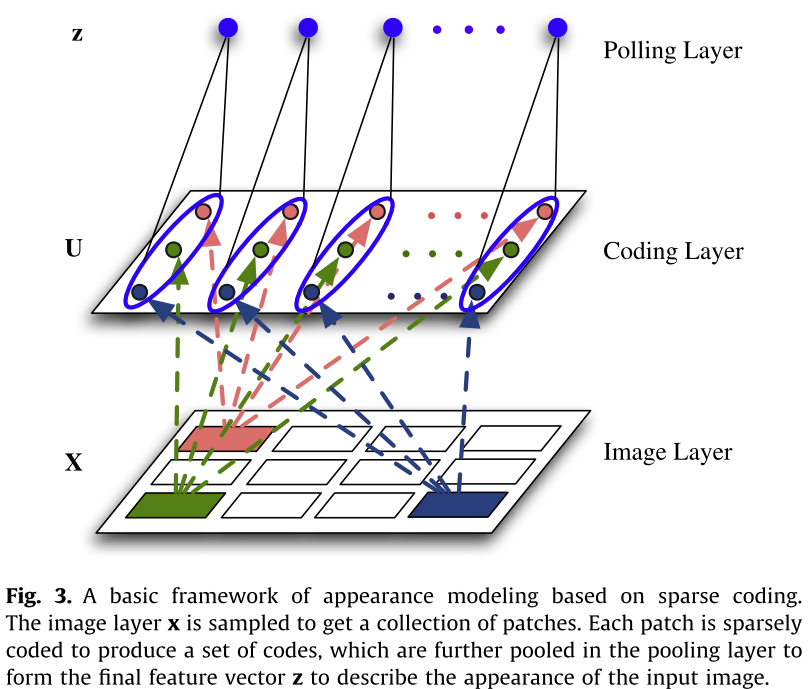 z
Polling Layer
U
Coding Layer
X
Image Layer
Fig. 3. A basic framework of appearance modeling based on sparse coding.
The image layer x is sampled to get a collection of patches. Each patch is sparsely
coded to produce a set of codes, which are further pooled in the pooling layer to
form the final feature vector z to describe the appearance of the input image.